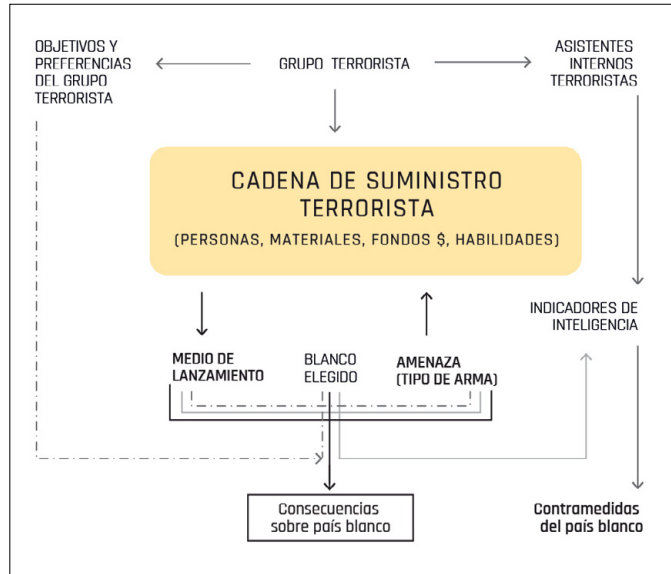 OBJETIVOS Y
PREFERENCIAS
DEL GRUPO
TERRORISTA
GRUPO TERRORISTA
ASISTENTES
INTERNOS
TERRORISTAS
CADENA DE SUMINISTRO
TERRORISTA
(PERSONAS, MATERIALES, FONDOS $, HABILIDADES)
INDICADORES DE
INTELIGENCIA
MEDIO DE
LANZAMIENTO
BLANCO
ELEGIDO
AMENAZA
(TIPO DE ARMA)
Consecuencias
sobre país blanco
Contramedidas
del país blanco